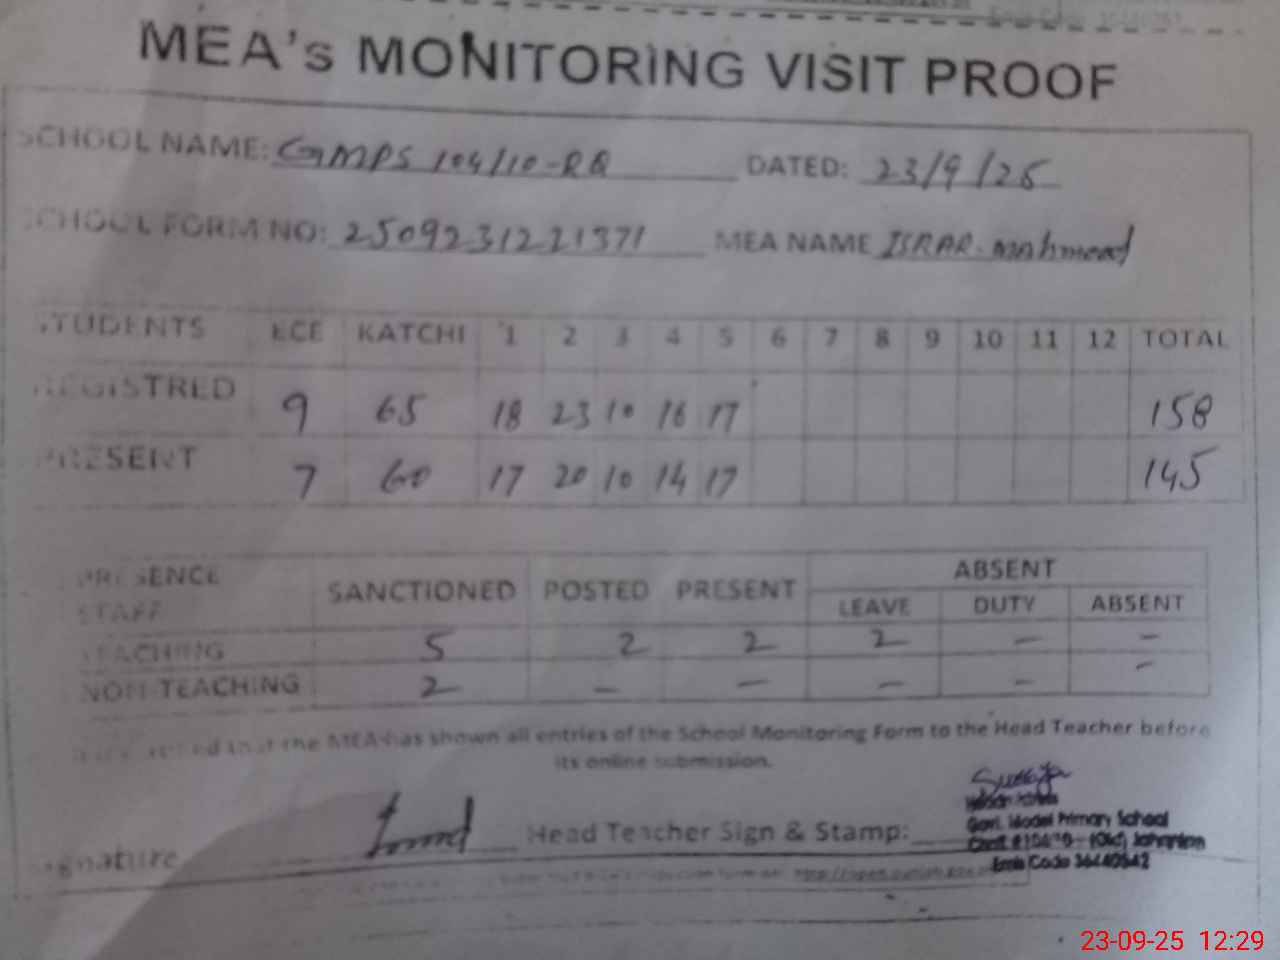 MEA's MONITORING VISIT PROOF
SCHOOL NAME: GMPS 104/10-RQ DATED: 23/9/25
SCHOOL FORM NO: 2509231221371 MEA NAME ISRAR Mahmood
STUDENTS ECE KATCHI 1 2 3 4 5 6 7 8 9 10 11 12 TOTAL
REGISTRED 9 65 18 23 10 16 17 158
PRESENT 7 60 17 20 10 14 17 145
PRESENCE STAFF SANCTIONED POSTED PRESENT ABSENT
LEAVE DUTY ABSENT
TEACHING 5 2 2 2 – –
NON-TEACHING 2 – – – – –
that the MEA has shown all entries of the School Monitoring Form to the Head Teacher before
its online submission.
Signature Head Teacher Sign & Stamp:
Govt. Model Primary School
Jahanian
Emis Code 36440642
23-09-25 12:29